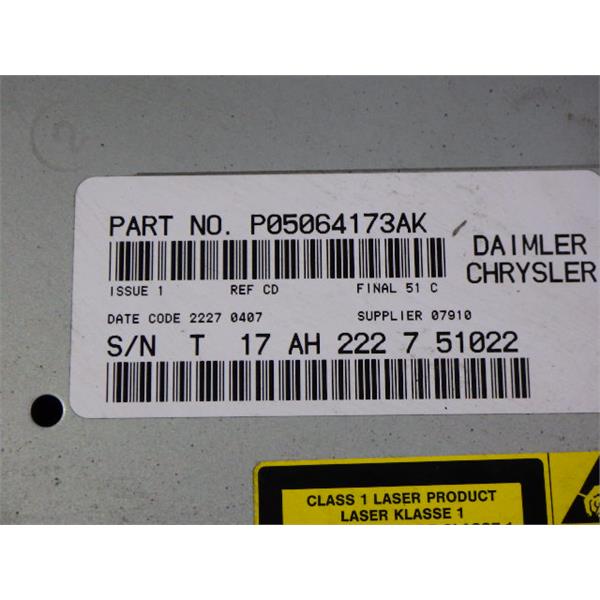 2
PART NO. P05064173AK
DAIMLER
CHRYSLER
ISSUE 1 REF CD FINAL 51 C
DATE CODE 2227 0407 SUPPLIER 07910
S/N T 17 AH 222 7 51022
CLASS 1 LASER PRODUCT
LASER KLASSE 1